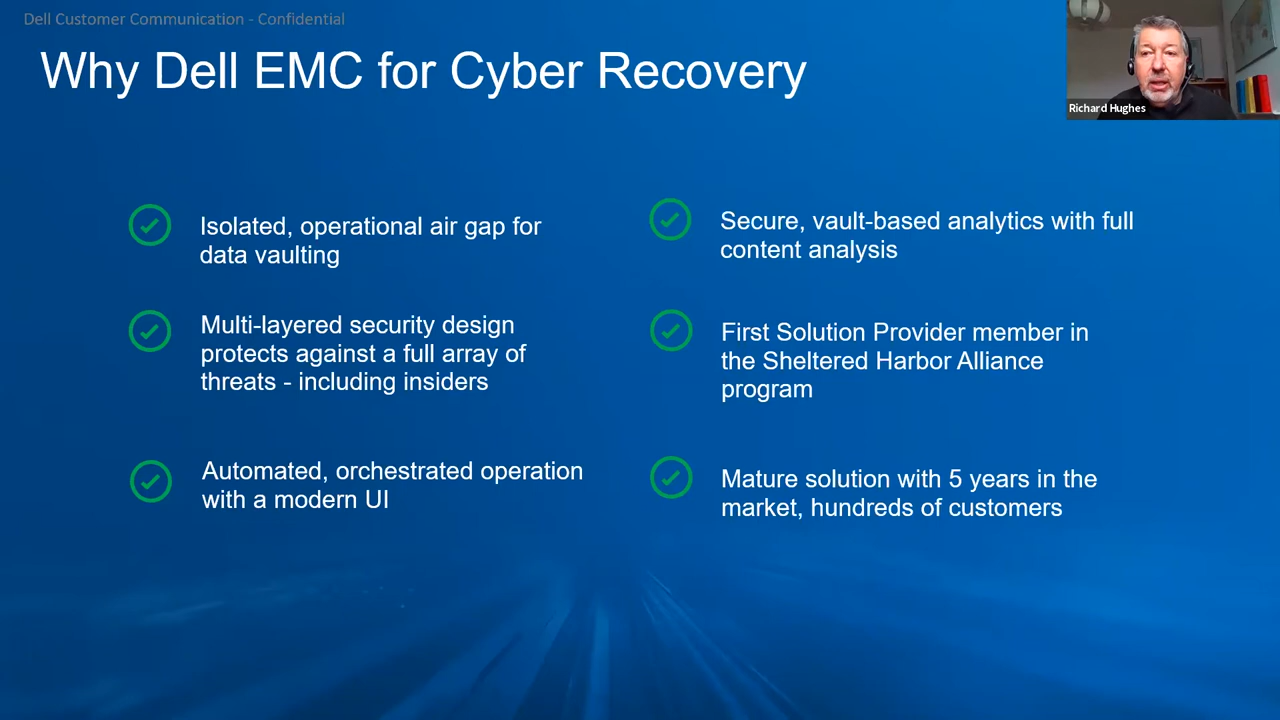 Dell Customer Communication - Confidential
Why Dell EMC for Cyber Recovery
Richard Hughes
Isolated, operational air gap for
data vaulting
Multi-layered security design
protects against a full array of
threats - including insiders
Automated, orchestrated operation
with a modern UI
Secure, vault-based analytics with full
content analysis
First Solution Provider member in
the Sheltered Harbor Alliance
program
Mature solution with 5 years in the
market, hundreds of customers